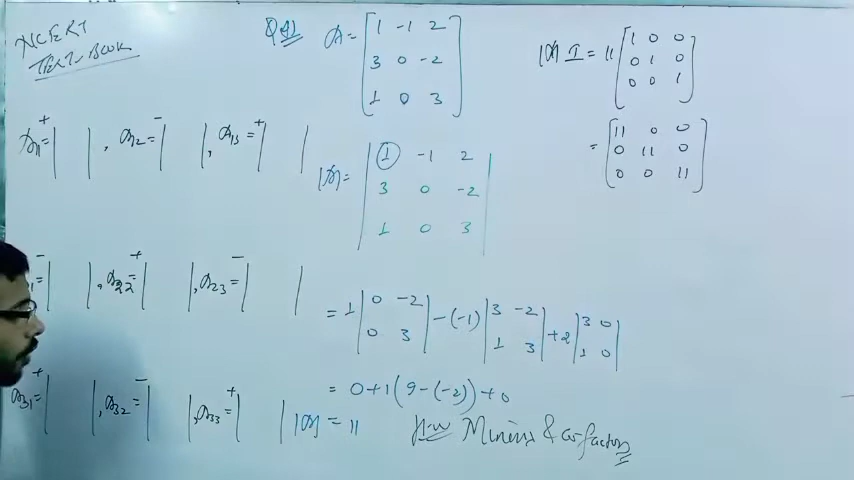 NCERT
TEXT-BOOK
A = [1 -1 2
3 0 -2
1 0 3]
|A| I = 11 [1 0 0
0 1 0
0 0 1]
= [11 0 0
0 11 0
0 0 11]
A11 = + | |, A12 = - | |, A13 = + | |
|A| = |1 -1 2
3 0 -2
1 0 3|
1 = - | |, A22 = + | |, A23 = - | |
= 1 |0 -2
0 3| -(-1) |3 -2
1 3| +2 |3 0
1 0|
A31 = + | |, A32 = - | |, A33 = + | |
= 0+1(9-(-2))+0
|A| = 11
H.W Minors & co-factors